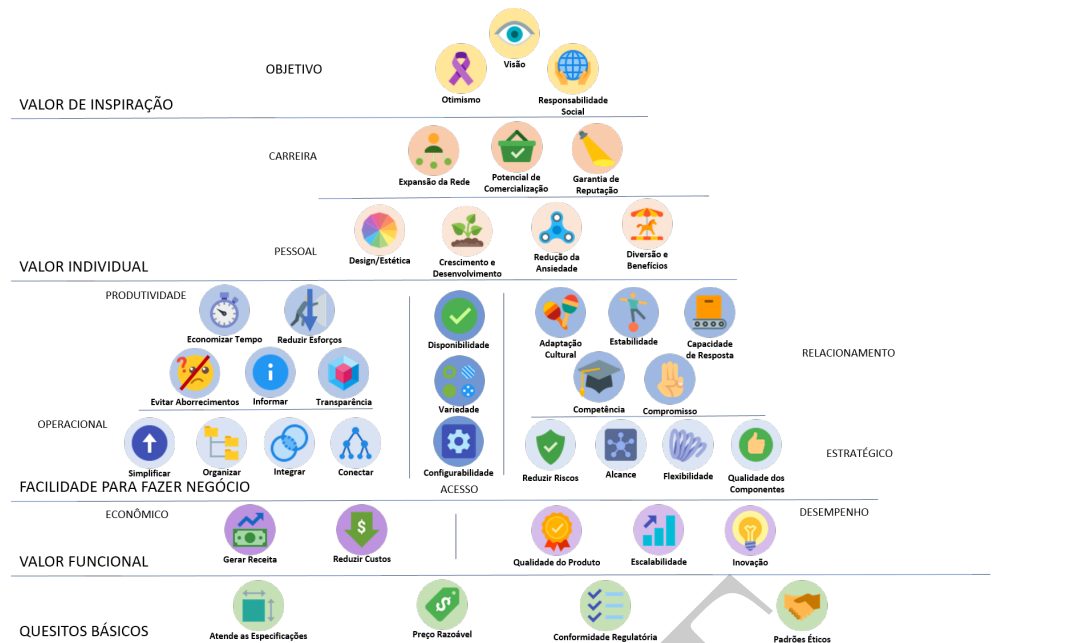 Visão
OBJETIVO
Otimismo
Responsabilidade
Social
VALOR DE INSPIRAÇÃO
CARREIRA
Expansão da Rede
Potencial de
Comercialização
Garantia de
Reputação
PESSOAL
Design/Estética
Crescimento e
Desenvolvimento
Redução da
Ansiedade
Diversão e
Benefícios
VALOR INDIVIDUAL
PRODUTIVIDADE
Economizar Tempo
Reduzir Esforços
Disponibilidade
Adaptação
Cultural
Estabilidade
Capacidade
de Resposta
RELACIONAMENTO
Evitar Aborrecimentos
Informar
Transparência
Variedade
Competência
Compromisso
OPERACIONAL
Simplificar
Organizar
Integrar
Conectar
Configurabilidade
Reduzir Riscos
Alcance
Flexibilidade
Qualidade dos
Componentes
ESTRATÉGICO
FACILIDADE PARA FAZER NEGÓCIO
ACESSO
ECONÔMICO
DESEMPENHO
Gerar Receita
Reduzir Custos
Qualidade do Produto
Escalabilidade
Inovação
VALOR FUNCIONAL
QUESITOS BÁSICOS
Atende as Especificações
Preço Razoável
Conformidade Regulatória
Padrões Éticos